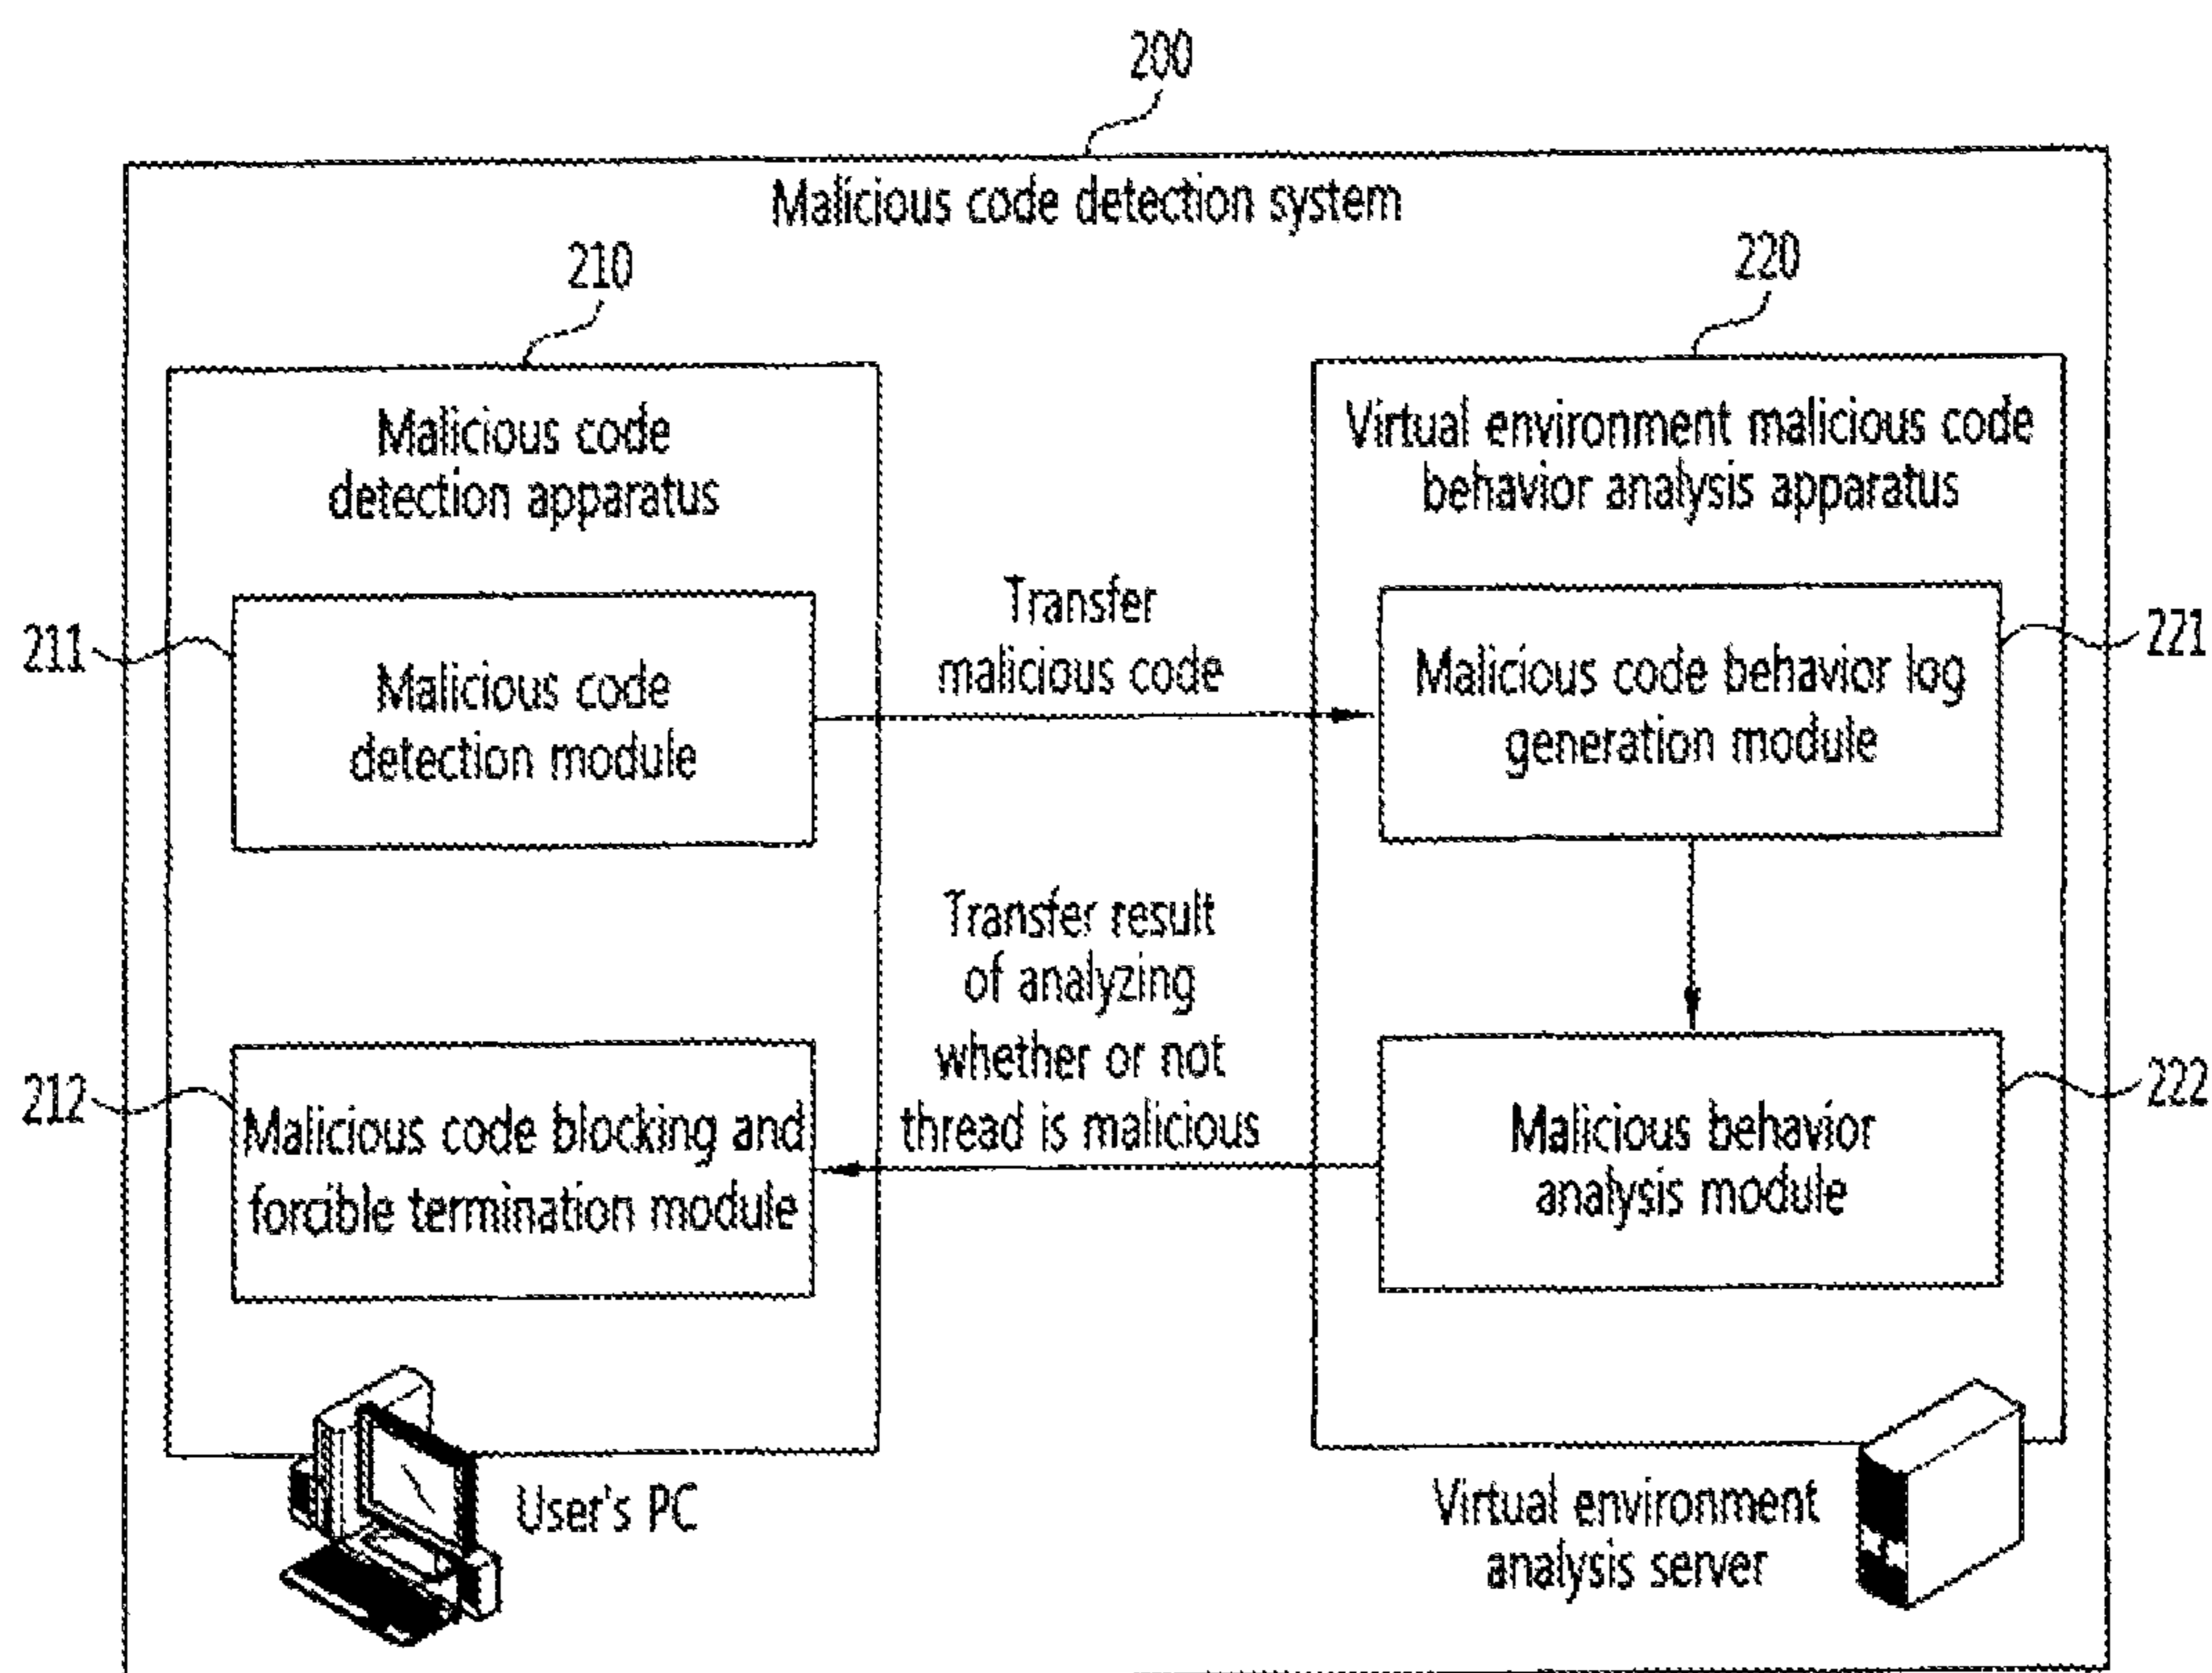 200
Malicious code detection system
210
220
Malicious code
detection apparatus
Virtual environment malicious code
behavior analysis apparatus
211
Malicious code
detection module
Transfer
malicious code
Malicious code behavior log
generation module
221
Transfer result
of analyzing
whether or not
thread is malicious
212
Malicious code blocking and
forcible termination module
Malicious behavior
analysis module
222
User's PC
Virtual environment
analysis server